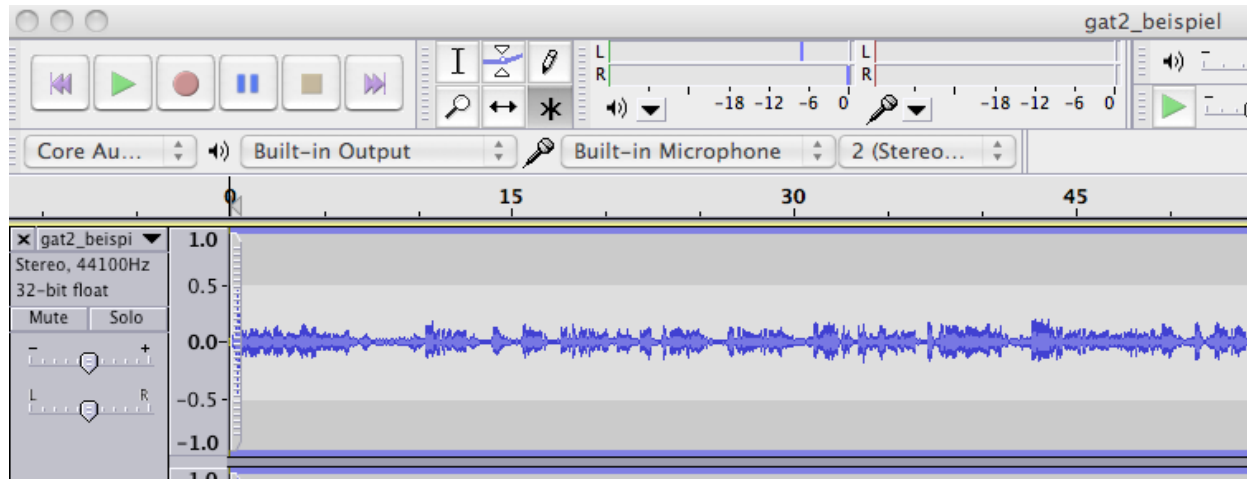 gat2_beispiel
L
R
-18 -12 -6 0
L
R
-18 -12 -6 0
Core Au... Built-in Output Built-in Microphone 2 (Stereo...
0 15 30 45
gat2_beispi
Stereo, 44100Hz
32-bit float
Mute Solo
- +
L R
1.0
0.5-
0.0-
-0.5-
-1.0
1.0